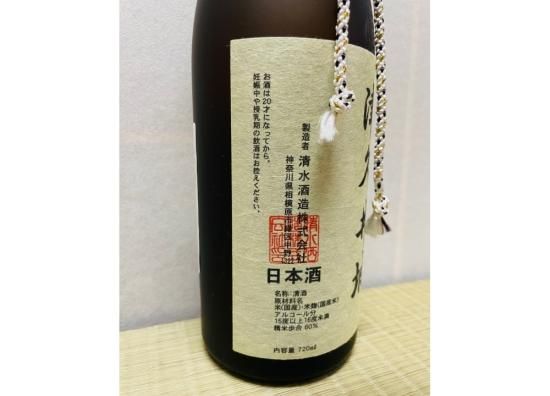 お酒は20才になってから。
妊娠中や授乳期の飲酒はお控えください。
製造者 清水酒造株式会社
神奈川県相模原市緑区中野
日本酒
名称:清酒
原材料名
米(国産)・米麹(国産米)
アルコール分
15度以上16度未満
精米歩合 60%
内容量 720ml